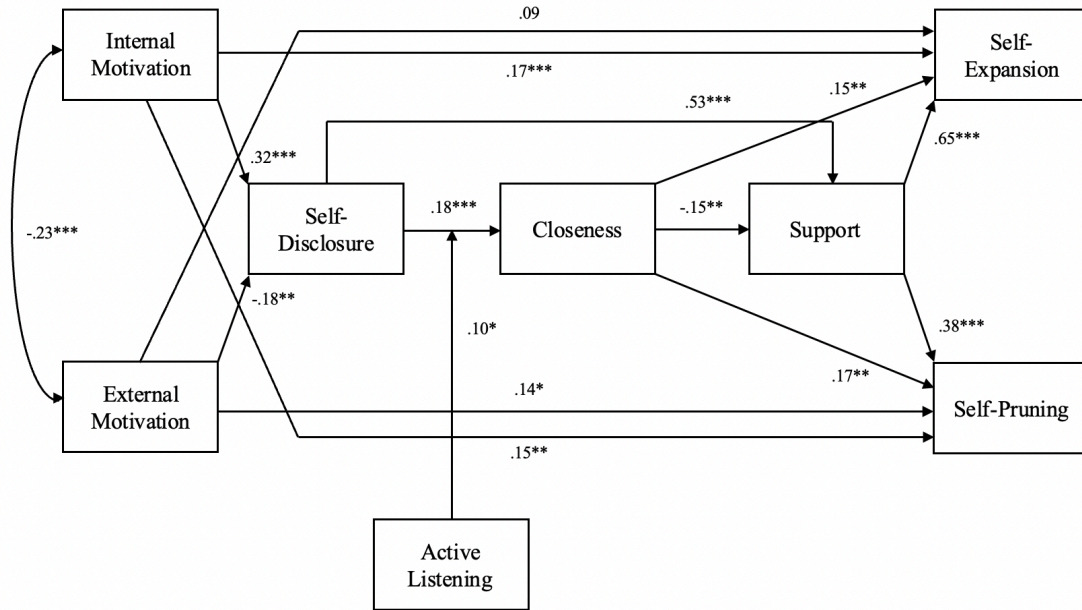 .09
Internal
Motivation
Self-
Expansion
.17***
.15**
.53***
.65***
.32***
Self-
Disclosure
.18***
Closeness
-.15**
Support
-.23***
-.18**
.10*
.38***
External
Motivation
.14*
.17**
Self-Pruning
.15**
Active
Listening